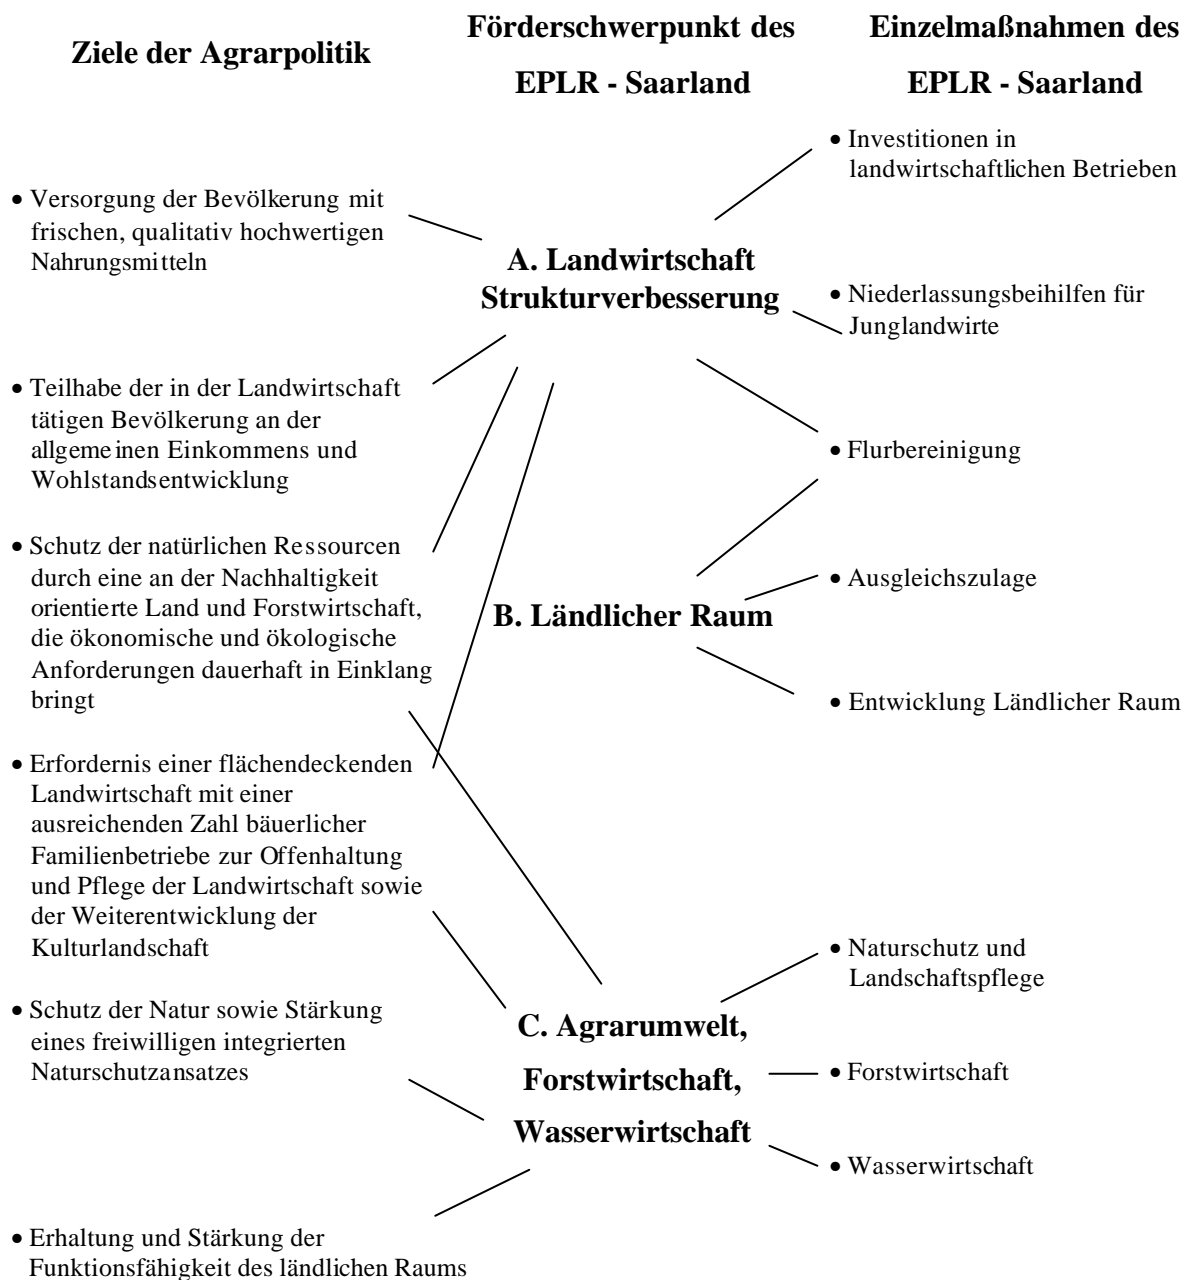 Ziele der Agrarpolitik
Förderschwerpunkt des
EPLR - Saarland
Einzelmaßnahmen des
EPLR - Saarland
• Versorgung der Bevölkerung mit
frischen, qualitativ hochwertigen
Nahrungsmitteln
• Teilhabe der in der Landwirtschaft
tätigen Bevölkerung an der
allgemeinen Einkommens und
Wohlstandsentwicklung
• Schutz der natürlichen Ressourcen
durch eine an der Nachhaltigkeit
orientierte Land und Forstwirtschaft,
die ökonomische und ökologische
Anforderungen dauerhaft in Einklang
bringt
• Erfordernis einer flächendeckenden
Landwirtschaft mit einer
ausreichenden Zahl bäuerlicher
Familienbetriebe zur Offenhaltung
und Pflege der Landwirtschaft sowie
der Weiterentwicklung der
Kulturlandschaft
• Schutz der Natur sowie Stärkung
eines freiwilligen integrierten
Naturschutzansatzes
• Erhaltung und Stärkung der
Funktionsfähigkeit des ländlichen Raums
A. Landwirtschaft
Strukturverbesserung
B. Ländlicher Raum
C. Agrarumwelt,
Forstwirtschaft,
Wasserwirtschaft
• Investitionen in
landwirtschaftlichen Betrieben
• Niederlassungsbeihilfen für
Junglandwirte
• Flurbereinigung
• Ausgleichszulage
• Entwicklung Ländlicher Raum
• Naturschutz und
Landschaftspflege
• Forstwirtschaft
• Wasserwirtschaft